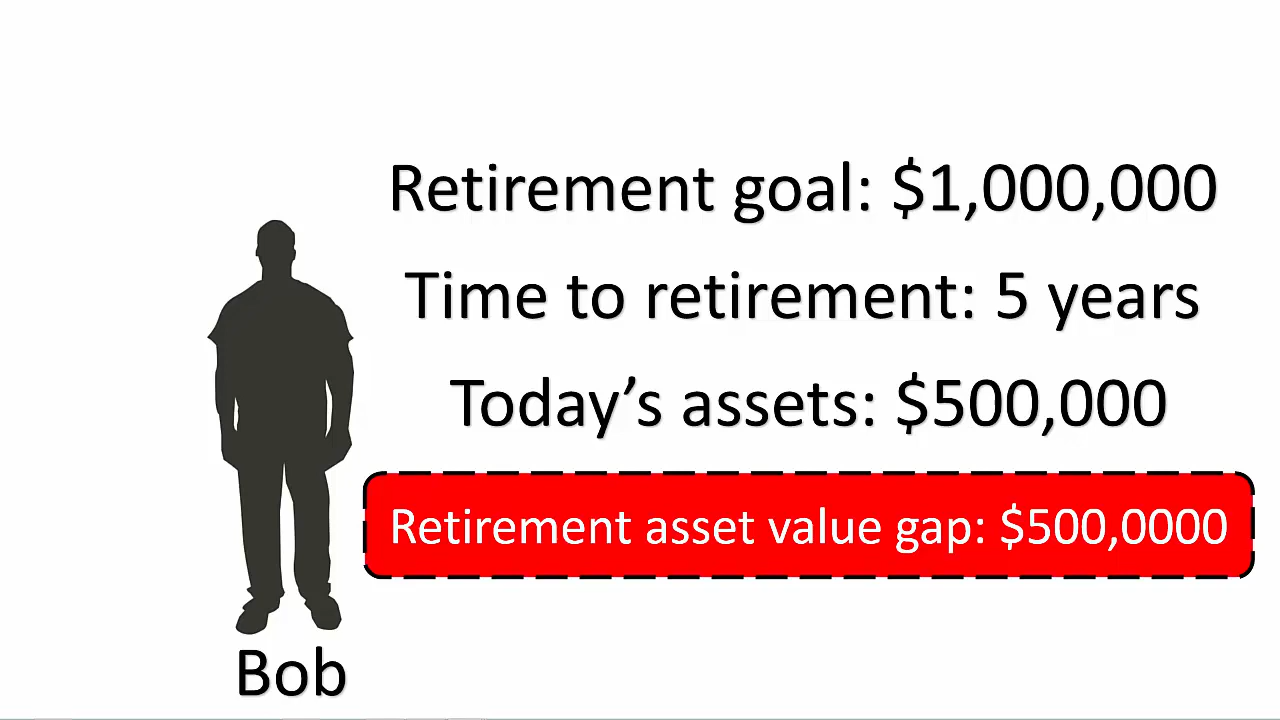 Retirement goal: $1,000,000
Time to retirement: 5 years
Today’s assets: $500,000
Retirement asset value gap: $500,0000
Bob